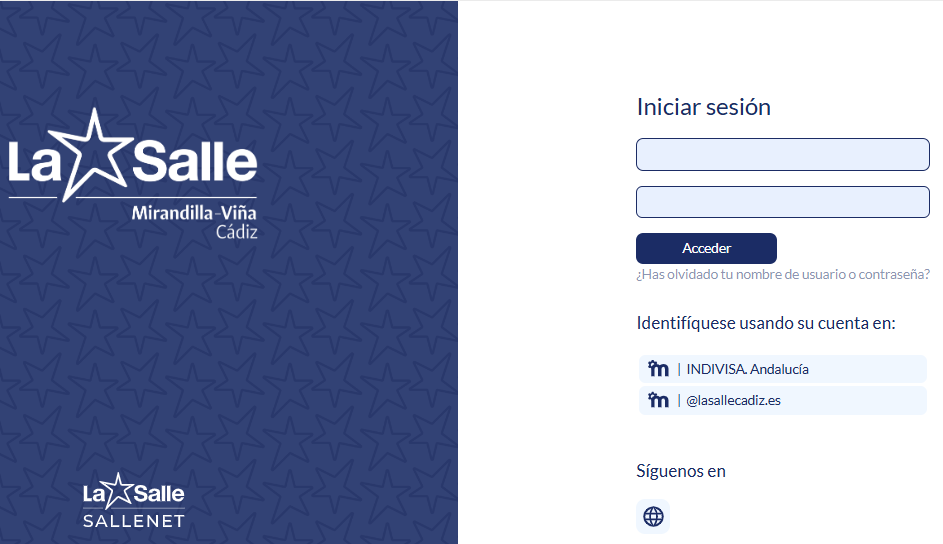 La Salle
Mirandilla-Viña
Cádiz
La Salle
SALLENET
Iniciar sesión
Acceder
¿Has olvidado tu nombre de usuario o contraseña?
Identifíquese usando su cuenta en:
m | INDIVISA. Andalucía
m | @lasallecadiz.es
Síguenos en